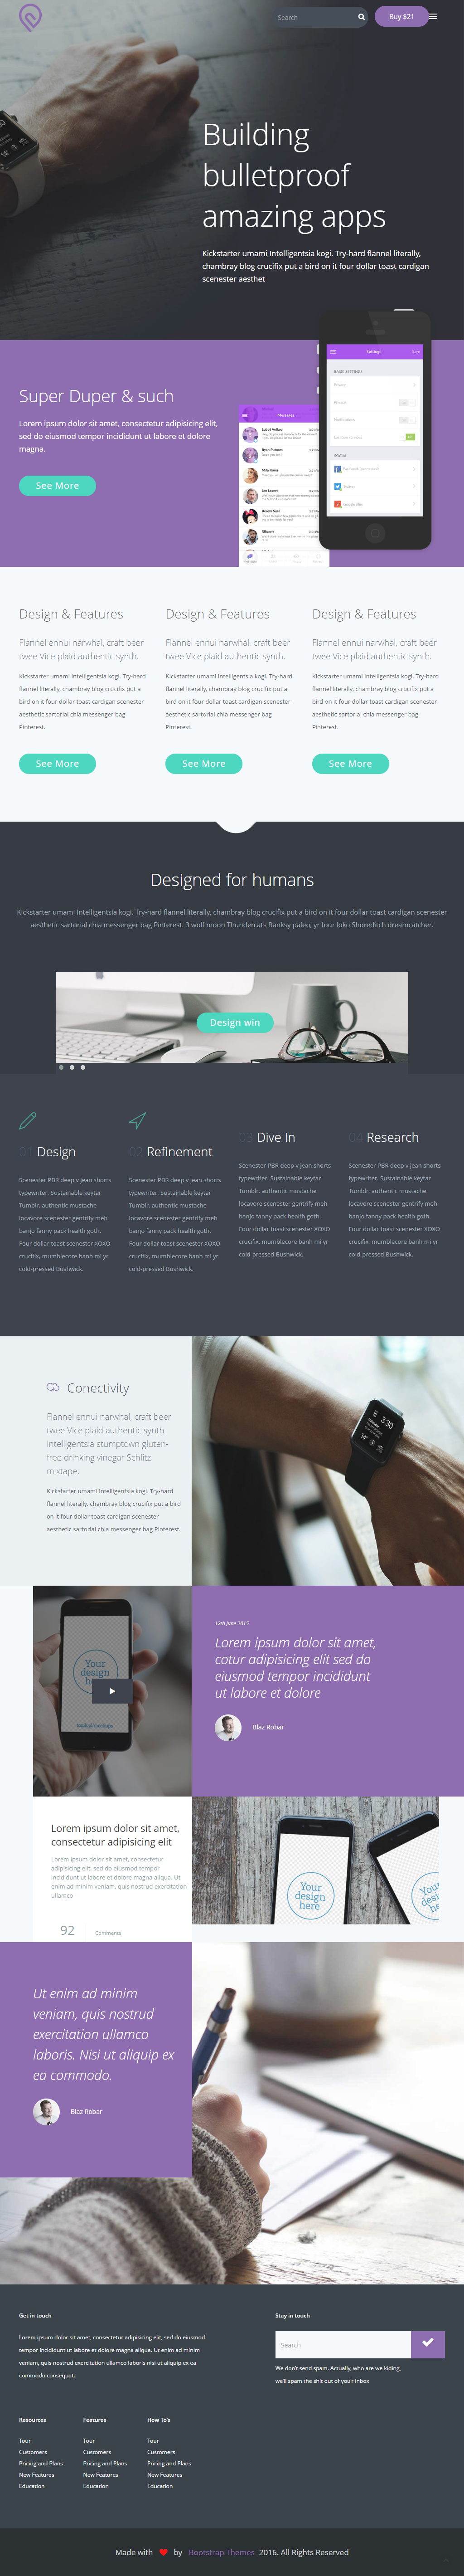 Search
Buy $21
Building
bulletproof
amazing apps
Kickstarter umami Intelligentsia kogi. Try-hard flannel literally,
chambray blog crucifix put a bird on it four dollar toast cardigan
scenester aesthet
Super Duper & such
Lorem ipsum dolor sit amet, consectetur adipisicing elit,
sed do eiusmod tempor incididunt ut labore et dolore
magna.
See More
Messages
Settings
BASIC SETTINGS
Privacy
Privacy
Notifications
Location services
SOCIAL
Twitter
Google plus
Design & Features
Flannel ennui narwhal, craft beer
twee Vice plaid authentic synth.
Kickstarter umami Intelligentsia kogi. Try-hard
flannel literally, chambray blog crucifix put a
bird on it four dollar toast cardigan scenester
aesthetic sartorial chia messenger bag
Pinterest.
See More
Design & Features
Flannel ennui narwhal, craft beer
twee Vice plaid authentic synth.
Kickstarter umami Intelligentsia kogi. Try-hard
flannel literally, chambray blog crucifix put a
bird on it four dollar toast cardigan scenester
aesthetic sartorial chia messenger bag
Pinterest.
See More
Design & Features
Flannel ennui narwhal, craft beer
twee Vice plaid authentic synth.
Kickstarter umami Intelligentsia kogi. Try-hard
flannel literally, chambray blog crucifix put a
bird on it four dollar toast cardigan scenester
aesthetic sartorial chia messenger bag
Pinterest.
See More
Designed for humans
Kickstarter umami Intelligentsia kogi. Try-hard flannel literally, chambray blog crucifix put a bird on it four dollar toast cardigan scenester
aesthetic sartorial chia messenger bag Pinterest. 3 wolf moon Thundercats Banksy paleo, yr four loko Shoreditch dreamcatcher.
Design win
01 Design
Scenester PBR deep v jean shorts
typewriter. Sustainable keytar
Tumblr, authentic mustache
locavore scenester gentrify meh
banjo fanny pack health goth.
Four dollar toast scenester XOXO
crucifix, mumblecore banh mi yr
cold-pressed Bushwick.
02 Refinement
Scenester PBR deep v jean shorts
typewriter. Sustainable keytar
Tumblr, authentic mustache
locavore scenester gentrify meh
banjo fanny pack health goth.
Four dollar toast scenester XOXO
crucifix, mumblecore banh mi yr
cold-pressed Bushwick.
03 Dive In
Scenester PBR deep v jean shorts
typewriter. Sustainable keytar
Tumblr, authentic mustache
locavore scenester gentrify meh
banjo fanny pack health goth.
Four dollar toast scenester XOXO
crucifix, mumblecore banh mi yr
cold-pressed Bushwick.
04 Research
Scenester PBR deep v jean shorts
typewriter. Sustainable keytar
Tumblr, authentic mustache
locavore scenester gentrify meh
banjo fanny pack health goth.
Four dollar toast scenester XOXO
crucifix, mumblecore banh mi yr
cold-pressed Bushwick.
Conectivity
Flannel ennui narwhal, craft beer
twee Vice plaid authentic synth
Intelligentsia stumptown gluten-
free drinking vinegar Schlitz
mixtape.
Kickstarter umami Intelligentsia kogi. Try-hard
flannel literally, chambray blog crucifix put a bird
on it four dollar toast cardigan scenester
aesthetic sartorial chia messenger bag Pinterest.
3:30
Your
design
12th June 2015
Lorem ipsum dolor sit amet,
cotur adipisicing elit sed do
eiusmod tempor incididunt
ut labore et dolore
Blaz Robar
Lorem ipsum dolor sit amet,
consectetur adipisicing elit
Lorem ipsum dolor sit amet, consectetur
adipisicing elit, sed do eiusmod tempor
incididunt ut labore et dolore magna aliqua. Ut
enim ad minim veniam, quis nostrud exercitation
ullamco
92
Comments
Your
design
here
Ut enim ad minim
veniam, quis nostrud
exercitation ullamco
laboris. Nisi ut aliquip ex
ea commodo.
Blaz Robar
Get in touch
Lorem ipsum dolor sit amet, consectetur adipisicing elit, sed do eiusmod
tempor incididunt ut labore et dolore magna aliqua. Ut enim ad minim
veniam, quis nostrud exercitation ullamco laboris nisi ut aliquip ex ea
commodo consequat.
Stay in touch
Search
We don't send spam. Actually, who are we kiding,
we'll spam the shit out of you'r inbox
Resources
Tour
Customers
Pricing and Plans
New Features
Education
Features
Tour
Customers
Pricing and Plans
New Features
Education
How To's
Tour
Customers
Pricing and Plans
New Features
Education
Made with by Bootstrap Themes 2016. All Rights Reserved